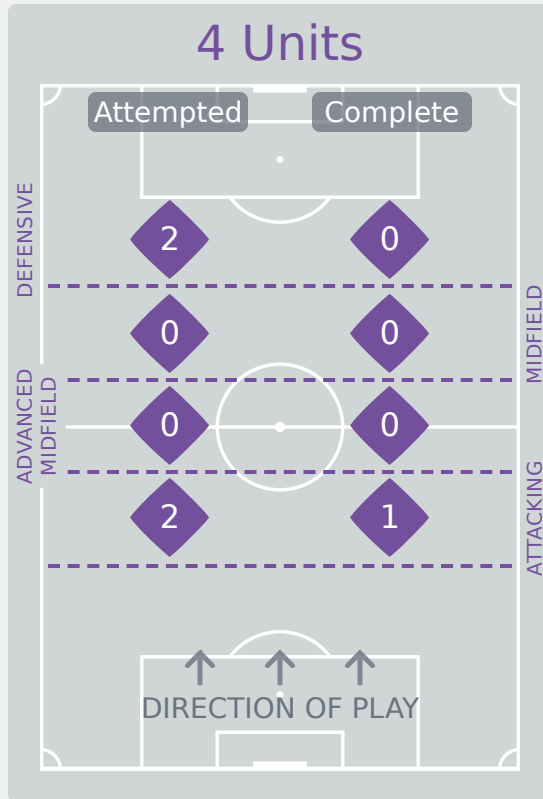 4 Units
Attempted
Complete
DEFENSIVE
2
0
MIDFIELD
0
0
ADVANCED
MIDFIELD
0
0
ATTACKING
2
1
DIRECTION OF PLAY